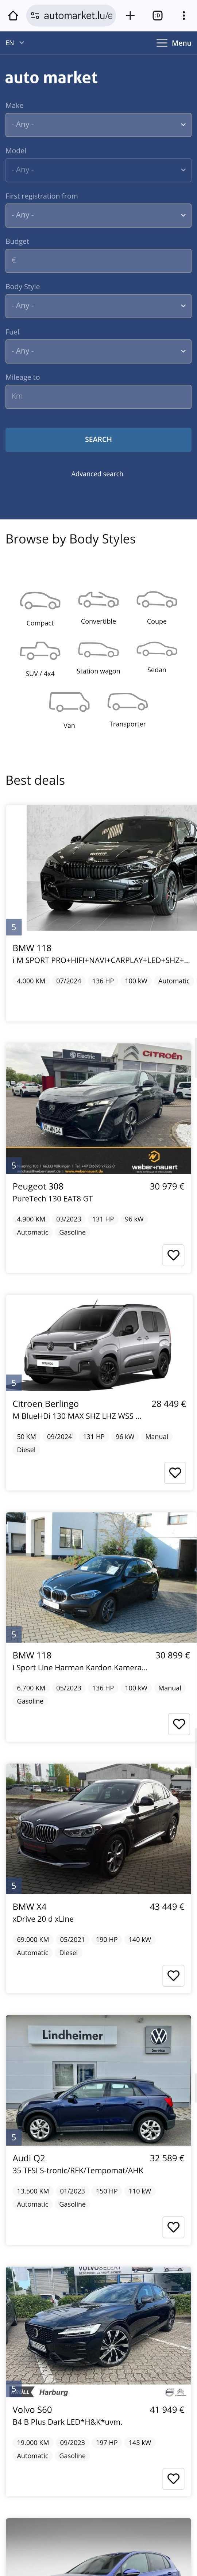 automarket.lu/e
:D
EN
Menu
auto market
Make
- Any -
Model
- Any -
First registration from
- Any -
Budget
€
Body Style
- Any -
Fuel
- Any -
Mileage to
Km
SEARCH
Advanced search
Browse by Body Styles
Compact
Convertible
Coupe
SUV / 4x4
Station wagon
Sedan
Van
Transporter
Best deals
5
BMW 118
i M SPORT PRO+HIFI+NAVI+CARPLAY+LED+SHZ+...
4.000 KM 07/2024 136 HP 100 kW Automatic
Electric
CITROËN
weber+nauert
5
Peugeot 308 30 979 €
PureTech 130 EAT8 GT
4.900 KM 03/2023 131 HP 96 kW
Automatic Gasoline
5
Citroen Berlingo 28 449 €
M BlueHDi 130 MAX SHZ LHZ WSS ...
50 KM 09/2024 131 HP 96 kW Manual
Diesel
5
BMW 118 30 899 €
i Sport Line Harman Kardon Kamera...
6.700 KM 05/2023 136 HP 100 kW Manual
Gasoline
5
BMW X4 43 449 €
xDrive 20 d xLine
69.000 KM 05/2021 190 HP 140 kW
Automatic Diesel
Lindheimer
Service
5
Audi Q2 32 589 €
35 TFSI S-tronic/RFK/Tempomat/AHK
13.500 KM 01/2023 150 HP 110 kW
Automatic Gasoline
5
Harburg
Volvo S60 41 949 €
B4 B Plus Dark LED*H&K*uvm.
19.000 KM 09/2023 197 HP 145 kW
Automatic Gasoline